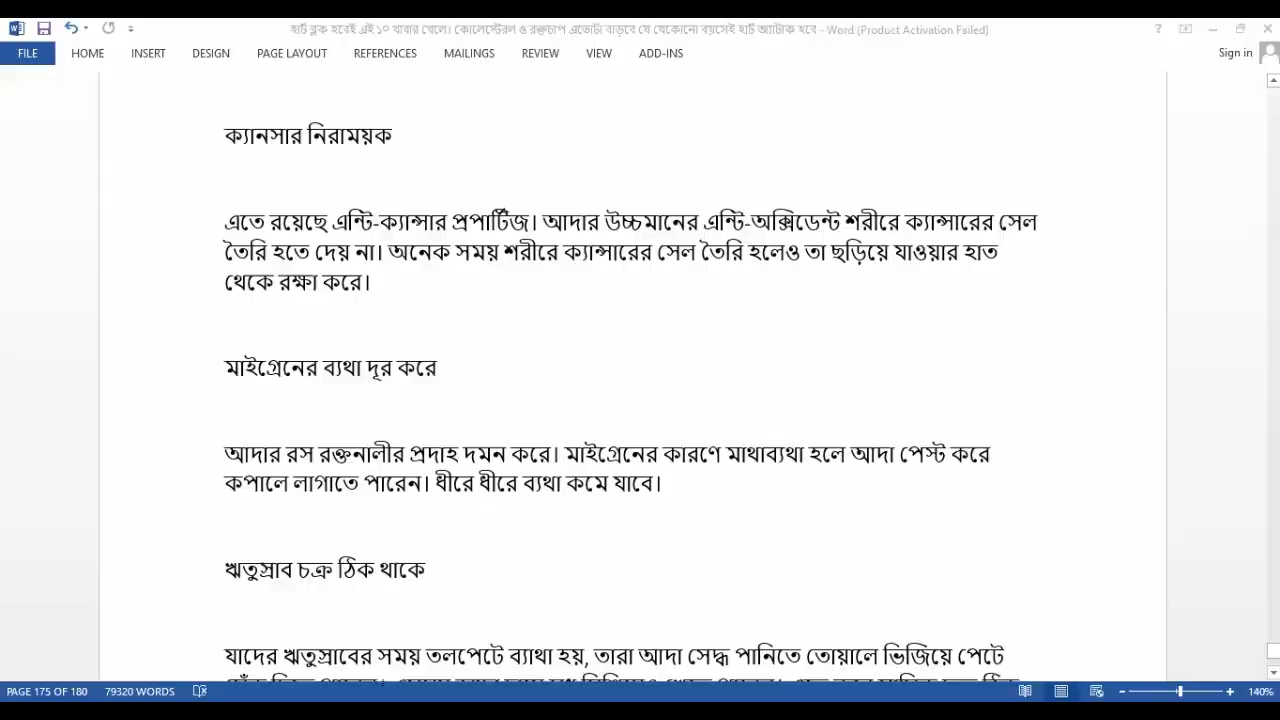 হার্ট ব্লক হবেই এই ১০ খাবার খেলে। কোলেস্টেরল ও রক্তচাপ এতোটা বাড়বে যে যেকোনো বয়সেই হার্ট অ্যাটাক হবে - Word (Product Activation Failed)
FILE HOME INSERT DESIGN PAGE LAYOUT REFERENCES MAILINGS REVIEW VIEW ADD-INS Sign in
ক্যানসার নিরাময়ক
এতে রয়েছে এন্টি-ক্যান্সার প্রপার্টিজ। আদার উচ্চমানের এন্টি-অক্সিডেন্ট শরীরে ক্যান্সারের সেল
তৈরি হতে দেয় না। অনেক সময় শরীরে ক্যান্সারের সেল তৈরি হলেও তা ছড়িয়ে যাওয়ার হাত
থেকে রক্ষা করে।
মাইগ্রেনের ব্যথা দূর করে
আদার রস রক্তনালীর প্রদাহ দমন করে। মাইগ্রেনের কারণে মাথাব্যথা হলে আদা পেস্ট করে
কপালে লাগাতে পারেন। ধীরে ধীরে ব্যথা কমে যাবে।
ঋতুস্রাব চক্র ঠিক থাকে
যাদের ঋতুস্রাবের সময় তলপেটে ব্যাথা হয়, তারা আদা সেদ্ধ পানিতে তোয়ালে ভিজিয়ে পেটে
PAGE 175 OF 180 79320 WORDS 140%